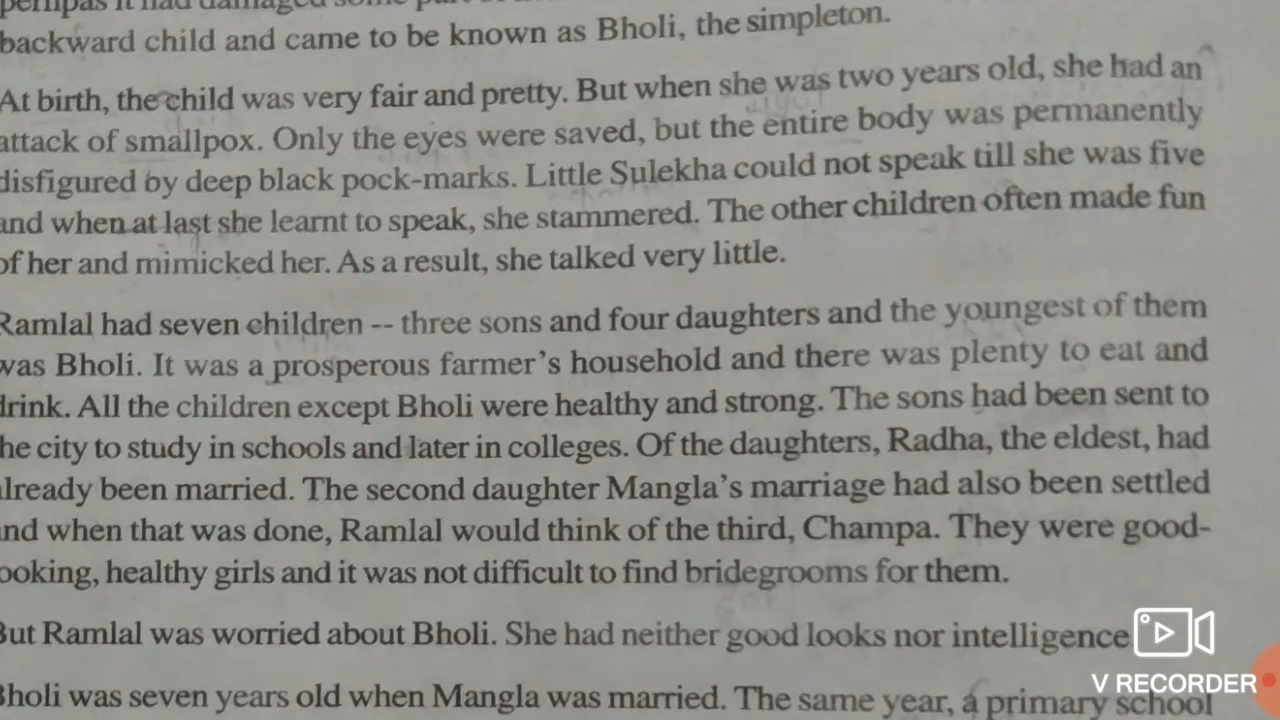 backward child and came to be known as Bholi, the simpleton.
At birth, the child was very fair and pretty. But when she was two years old, she had an
attack of smallpox. Only the eyes were saved, but the entire body was permanently
disfigured by deep black pock-marks. Little Sulekha could not speak till she was five
and when at last she learnt to speak, she stammered. The other children often made fun
of her and mimicked her. As a result, she talked very little.
Ramlal had seven children -- three sons and four daughters and the youngest of them
was Bholi. It was a prosperous farmer's household and there was plenty to eat and
drink. All the children except Bholi were healthy and strong. The sons had been sent to
he city to study in schools and later in colleges. Of the daughters, Radha, the eldest, had
already been married. The second daughter Mangla's marriage had also been settled
nd when that was done, Ramlal would think of the third, Champa. They were good-
ooking, healthy girls and it was not difficult to find bridegrooms for them.
But Ramlal was worried about Bholi. She had neither good looks nor intelligence
Bholi was seven years old when Mangla was married. The same year, a primary school
V RECORDER